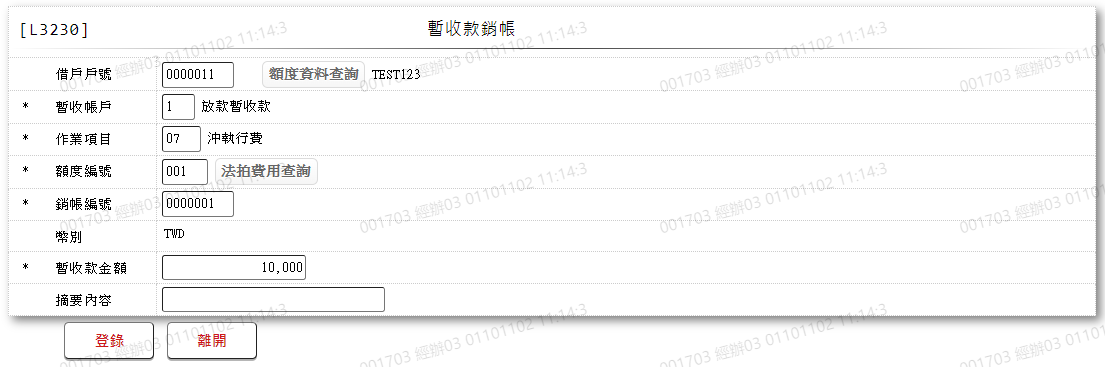 [L3230] 暫收款銷帳
借戶戶號 0000011 額度資料查詢 TEST123
* 暫收帳戶 1 放款暫收款
* 作業項目 07 沖執行費
* 額度編號 001 法拍費用查詢
* 銷帳編號 0000001
幣別 TWD
* 暫收款金額 10,000
摘要內容
登錄 離開
001703 經辦03 01101102 11:14:3